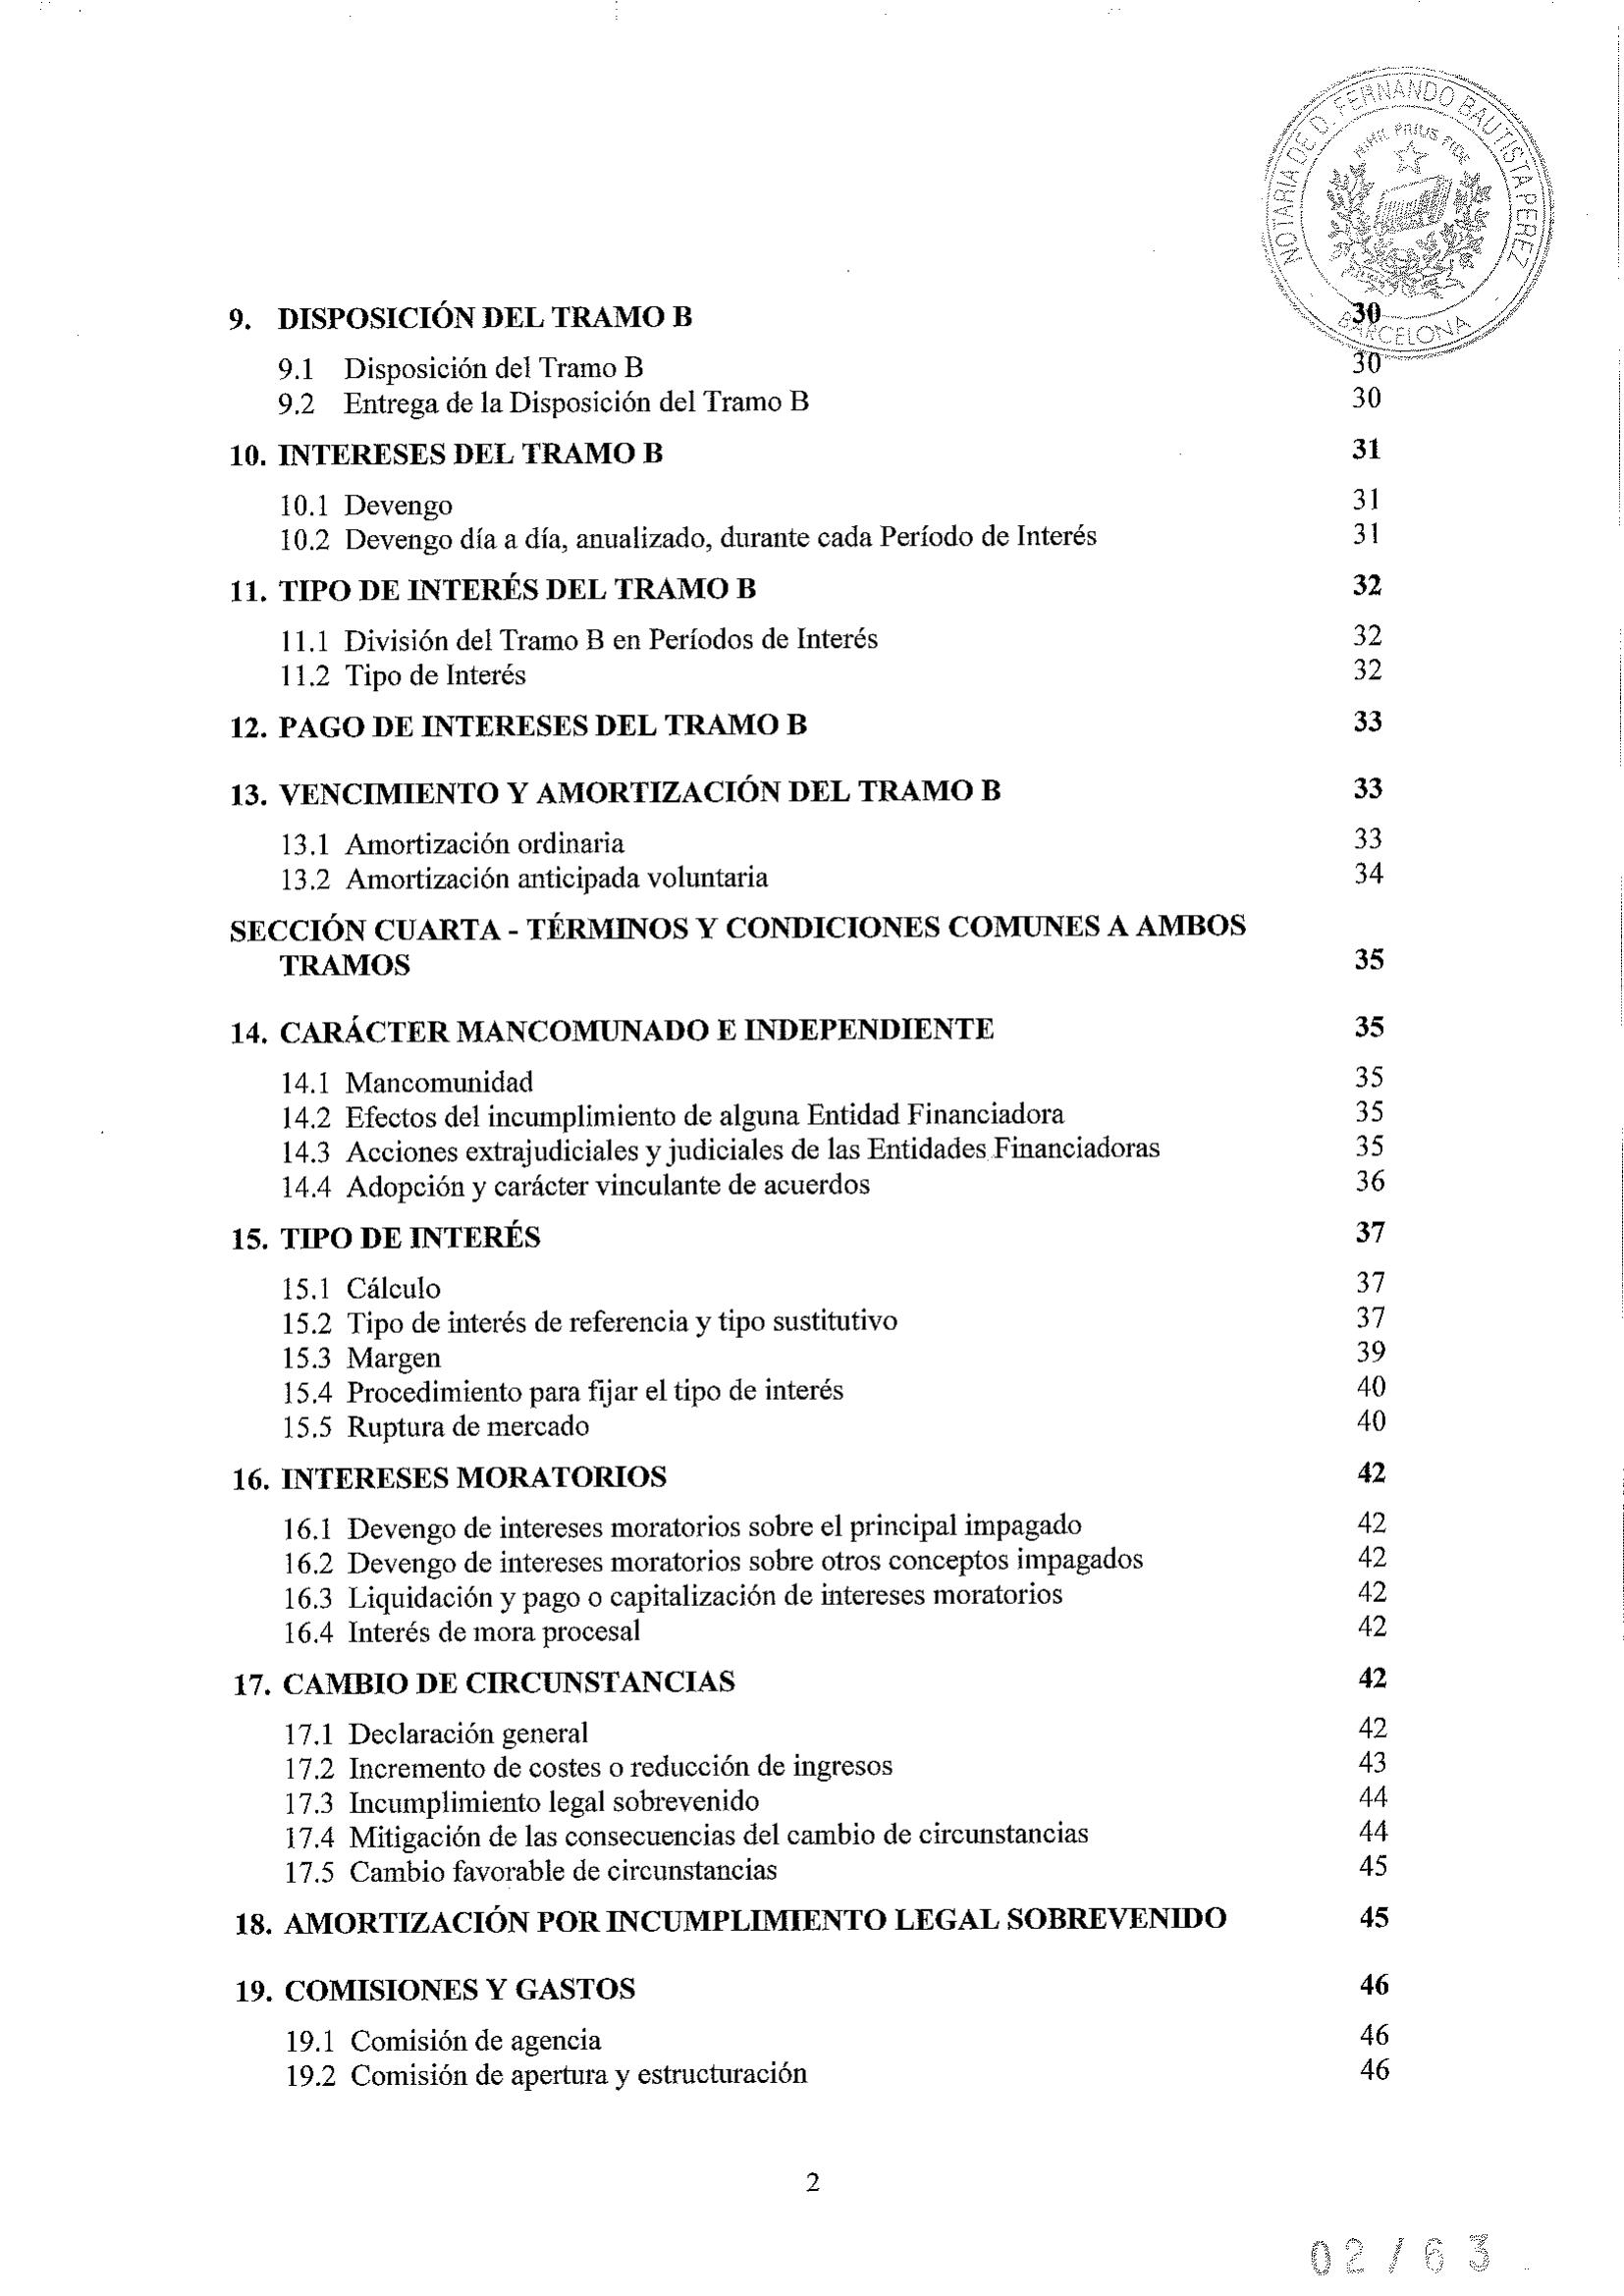 NOTARIA DE D. FERNANDO BAUTISTA PEREZ
NIHIL PRIUS FIDE
BARCELONA
9. DISPOSICIÓN DEL TRAMO B 30
9.1 Disposición del Tramo B 30
9.2 Entrega de la Disposición del Tramo B 30
10. INTERESES DEL TRAMO B 31
10.1 Devengo 31
10.2 Devengo día a día, anualizado, durante cada Período de Interés 31
11. TIPO DE INTERÉS DEL TRAMO B 32
11.1 División del Tramo B en Períodos de Interés 32
11.2 Tipo de Interés 32
12. PAGO DE INTERESES DEL TRAMO B 33
13. VENCIMIENTO Y AMORTIZACIÓN DEL TRAMO B 33
13.1 Amortización ordinaria 33
13.2 Amortización anticipada voluntaria 34
SECCIÓN CUARTA - TÉRMINOS Y CONDICIONES COMUNES A AMBOS
TRAMOS 35
14. CARÁCTER MANCOMUNADO E INDEPENDIENTE 35
14.1 Mancomunidad 35
14.2 Efectos del incumplimiento de alguna Entidad Financiadora 35
14.3 Acciones extrajudiciales y judiciales de las Entidades Financiadoras 35
14.4 Adopción y carácter vinculante de acuerdos 36
15. TIPO DE INTERÉS 37
15.1 Cálculo 37
15.2 Tipo de interés de referencia y tipo sustitutivo 37
15.3 Margen 39
15.4 Procedimiento para fijar el tipo de interés 40
15.5 Ruptura de mercado 40
16. INTERESES MORATORIOS 42
16.1 Devengo de intereses moratorios sobre el principal impagado 42
16.2 Devengo de intereses moratorios sobre otros conceptos impagados 42
16.3 Liquidación y pago o capitalización de intereses moratorios 42
16.4 Interés de mora procesal 42
17. CAMBIO DE CIRCUNSTANCIAS 42
17.1 Declaración general 42
17.2 Incremento de costes o reducción de ingresos 43
17.3 Incumplimiento legal sobrevenido 44
17.4 Mitigación de las consecuencias del cambio de circunstancias 44
17.5 Cambio favorable de circunstancias 45
18. AMORTIZACIÓN POR INCUMPLIMIENTO LEGAL SOBREVENIDO 45
19. COMISIONES Y GASTOS 46
19.1 Comisión de agencia 46
19.2 Comisión de apertura y estructuración 46
2
02/63